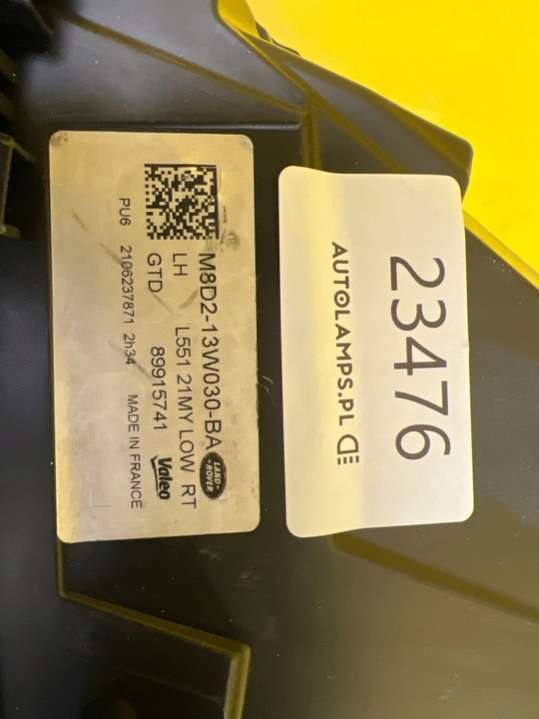 M8D2-13W030-BA
LAND-
ROVER
LH L551 21MY LOW RT
GTD 89915741 Valeo
PU6 2106237871 2h34 MADE IN FRANCE
23476
AUTOLAMPS.PL